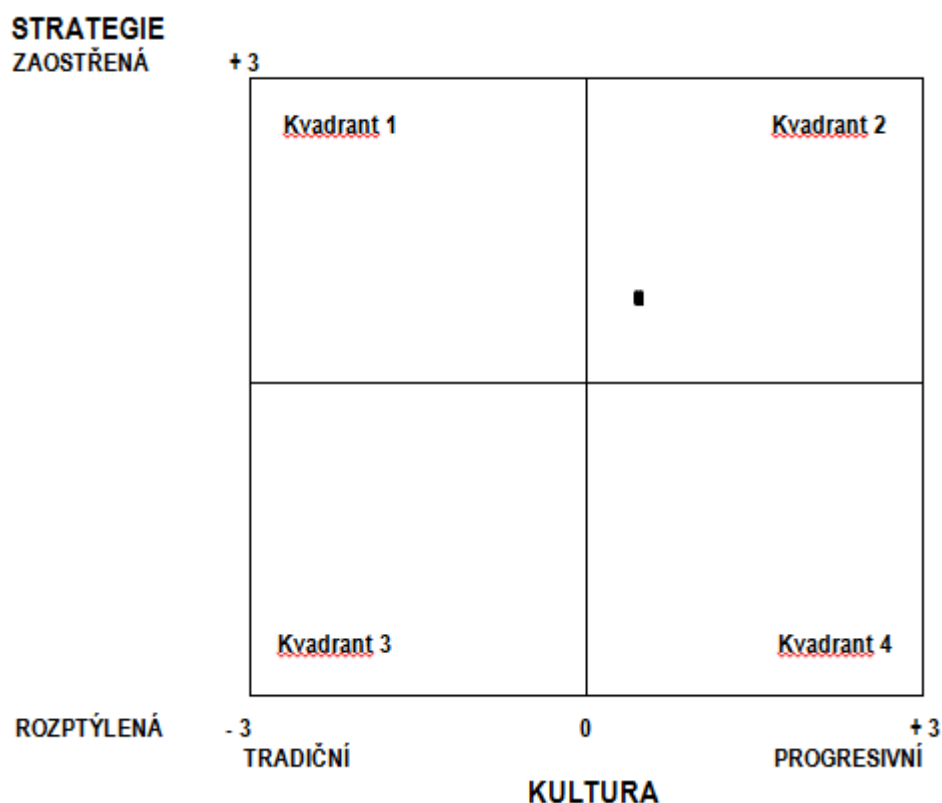 STRATEGIE
ZAOSTŘENÁ + 3
Kvadrant 1 Kvadrant 2
Kvadrant 3 Kvadrant 4
ROZPTÝLENÁ - 3 0 + 3
TRADIČNÍ PROGRESIVNÍ
KULTURA